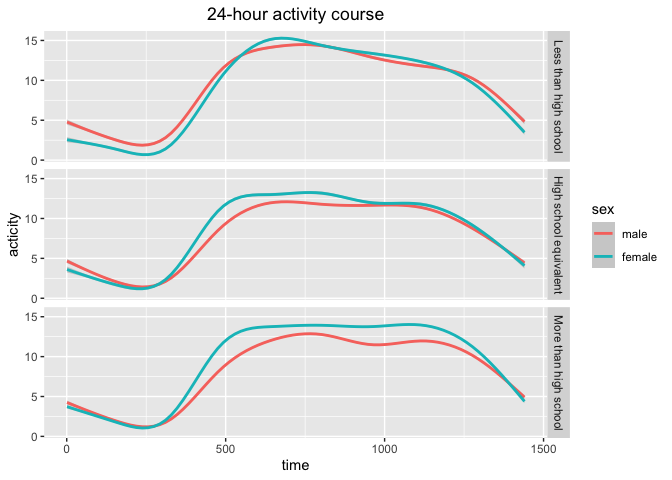 24-hour activity course
acticity
15
10
5
0
Less than high school
15
10
5
0
High school equivalent
15
10
5
0
More than high school
0
500
1000
1500
time
sex
male
female